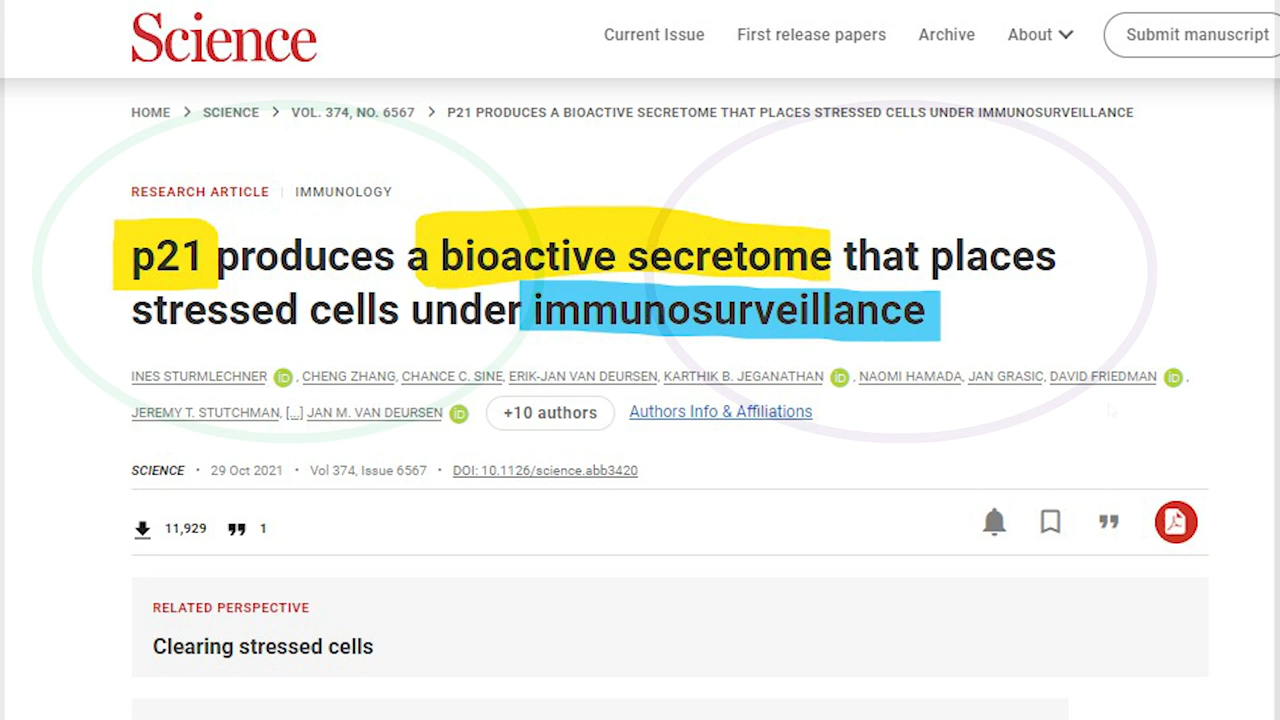 Science
Current Issue First release papers Archive About Submit manuscript
HOME > SCIENCE > VOL. 374, NO. 6567 > P21 PRODUCES A BIOACTIVE SECRETOME THAT PLACES STRESSED CELLS UNDER IMMUNOSURVEILLANCE
RESEARCH ARTICLE | IMMUNOLOGY
p21 produces a bioactive secretome that places
stressed cells under immunosurveillance
INES STURMLECHNER iD, CHENG ZHANG, CHANCE C. SINE, ERIK-JAN VAN DEURSEN, KARTHIK B. JEGANATHAN iD, NAOMI HAMADA, JAN GRASIC, DAVID FRIEDMAN iD,
JEREMY T. STUTCHMAN, [...] JAN M. VAN DEURSEN iD +10 authors Authors Info & Affiliations
SCIENCE • 29 Oct 2021 • Vol 374, Issue 6567 • DOI: 10.1126/science.abb3420
11,929 1
RELATED PERSPECTIVE
Clearing stressed cells